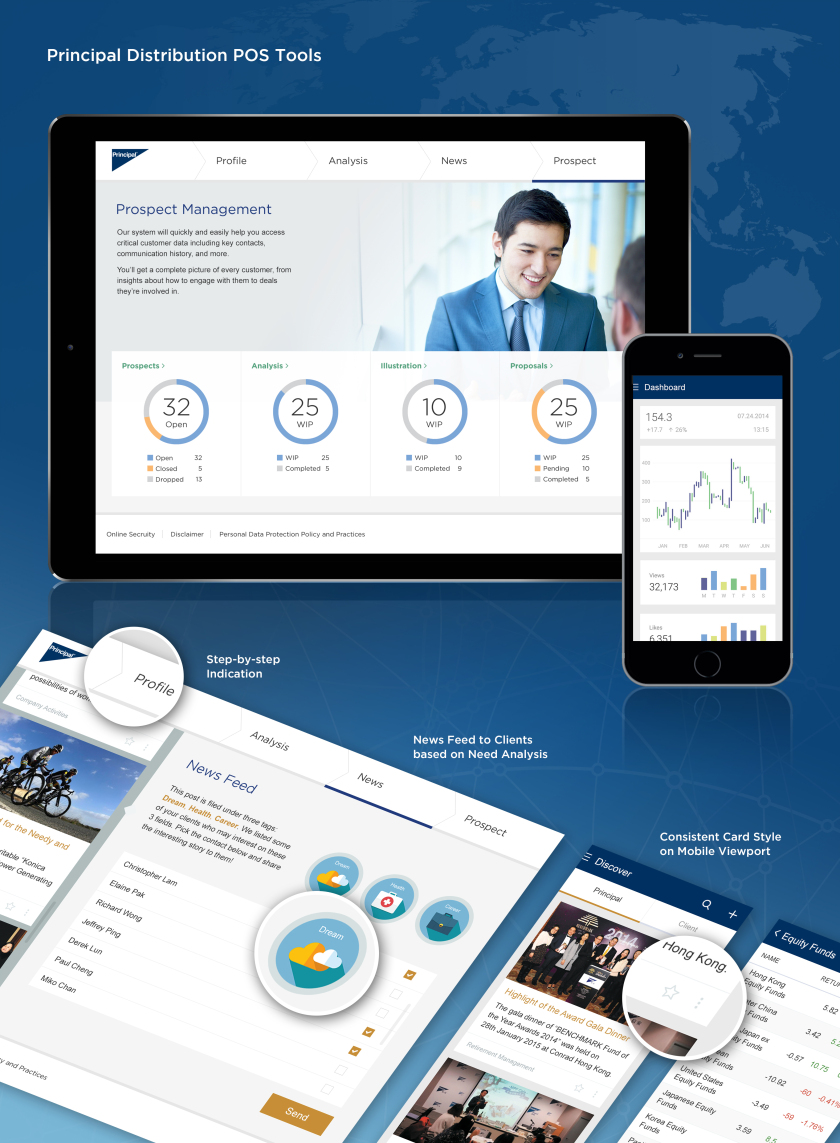 Principal Distribution POS Tools
Principal
Profile
Analysis
News
Prospect
Prospect Management
Our system will quickly and easily help you access
critical customer data including key contacts,
communication history, and more.
You'll get a complete picture of every customer, from
insights about how to engage with them to deals
they're involved in.
Prospects >
32
Open
Open 32
Closed 5
Dropped 13
Analysis >
25
WIP
WIP 25
Completed 5
Illustration >
10
WIP
WIP 10
Completed 9
Proposals >
25
WIP
WIP 25
Pending 10
Completed 5
Online Secruity
Disclaimer
Personal Data Protection Policy and Practices
Dashboard
154.3
07.24.2014
+17.7 ↑ 26%
13:15
400
300
200
100
JAN FEB MAR APR MAY JUN
Views
32,173
M T W T F S S
Likes
6,351
Step-by-step
Indication
Principal
Profile
Analysis
News
Prospect
possibilities of
Company Activities
for the Needy and
"Konica
Generating
News Feed
This post is filed under three tags:
Dream, Health, Career. We listed some
of your clients who may interest on these
3 fields. Pick the contact below and share
the interesting story to them!
Dream
Health
Career
Dream
Christopher Lam
Elaine Pak
Richard Wong
Jeffrey Ping
Derek Lun
Paul Cheng
Miko Chan
Send
and Practices
News Feed to Clients
based on Need Analysis
Consistent Card Style
on Mobile Viewport
Discover
Principal
Client
2014
Highlight of the Award Gala Dinner
The gala dinner of 'BENCHMARK Fund of
the Year Awards 2014' was held on
28th January 2015 at Conrad Hong Kong.
Retirement Management
Hong Kong.
Equity Funds
NAME
Hong Kong
Equity Funds
5.82
China
Funds
3.42
Japan ex
Funds
-0.57 10.75
Funds
-10.92 -60 -0.41%
United States
Equity Funds
-3.49 -59 -1.76%
Japanese Equity
Funds
3.59
Korea Equity
Funds